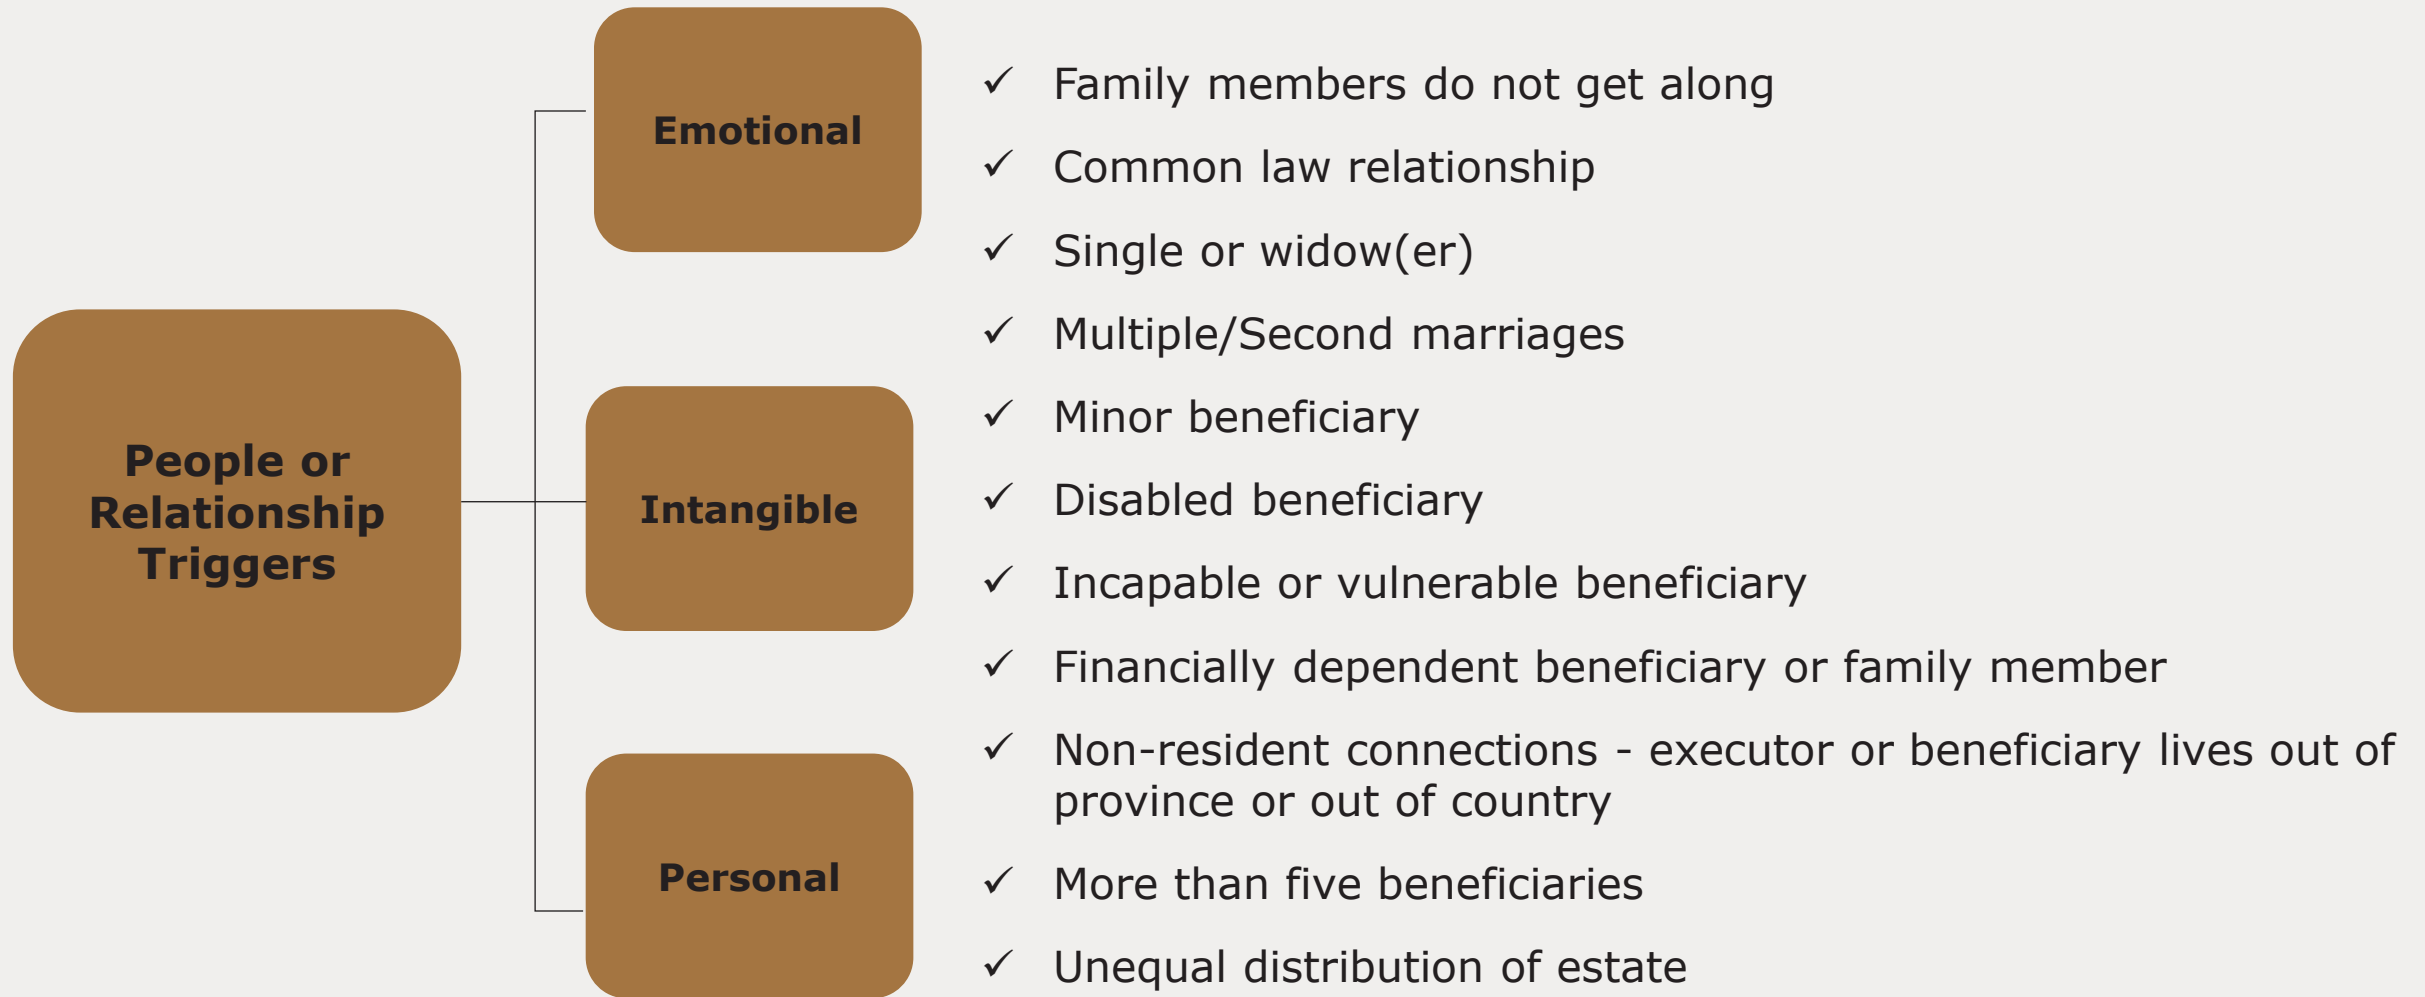 People or
Relationship
Triggers
Emotional
Intangible
Personal
✓ Family members do not get along
✓ Common law relationship
✓ Single or widow(er)
✓ Multiple/Second marriages
✓ Minor beneficiary
✓ Disabled beneficiary
✓ Incapable or vulnerable beneficiary
✓ Financially dependent beneficiary or family member
✓ Non-resident connections - executor or beneficiary lives out of
province or out of country
✓ More than five beneficiaries
✓ Unequal distribution of estate